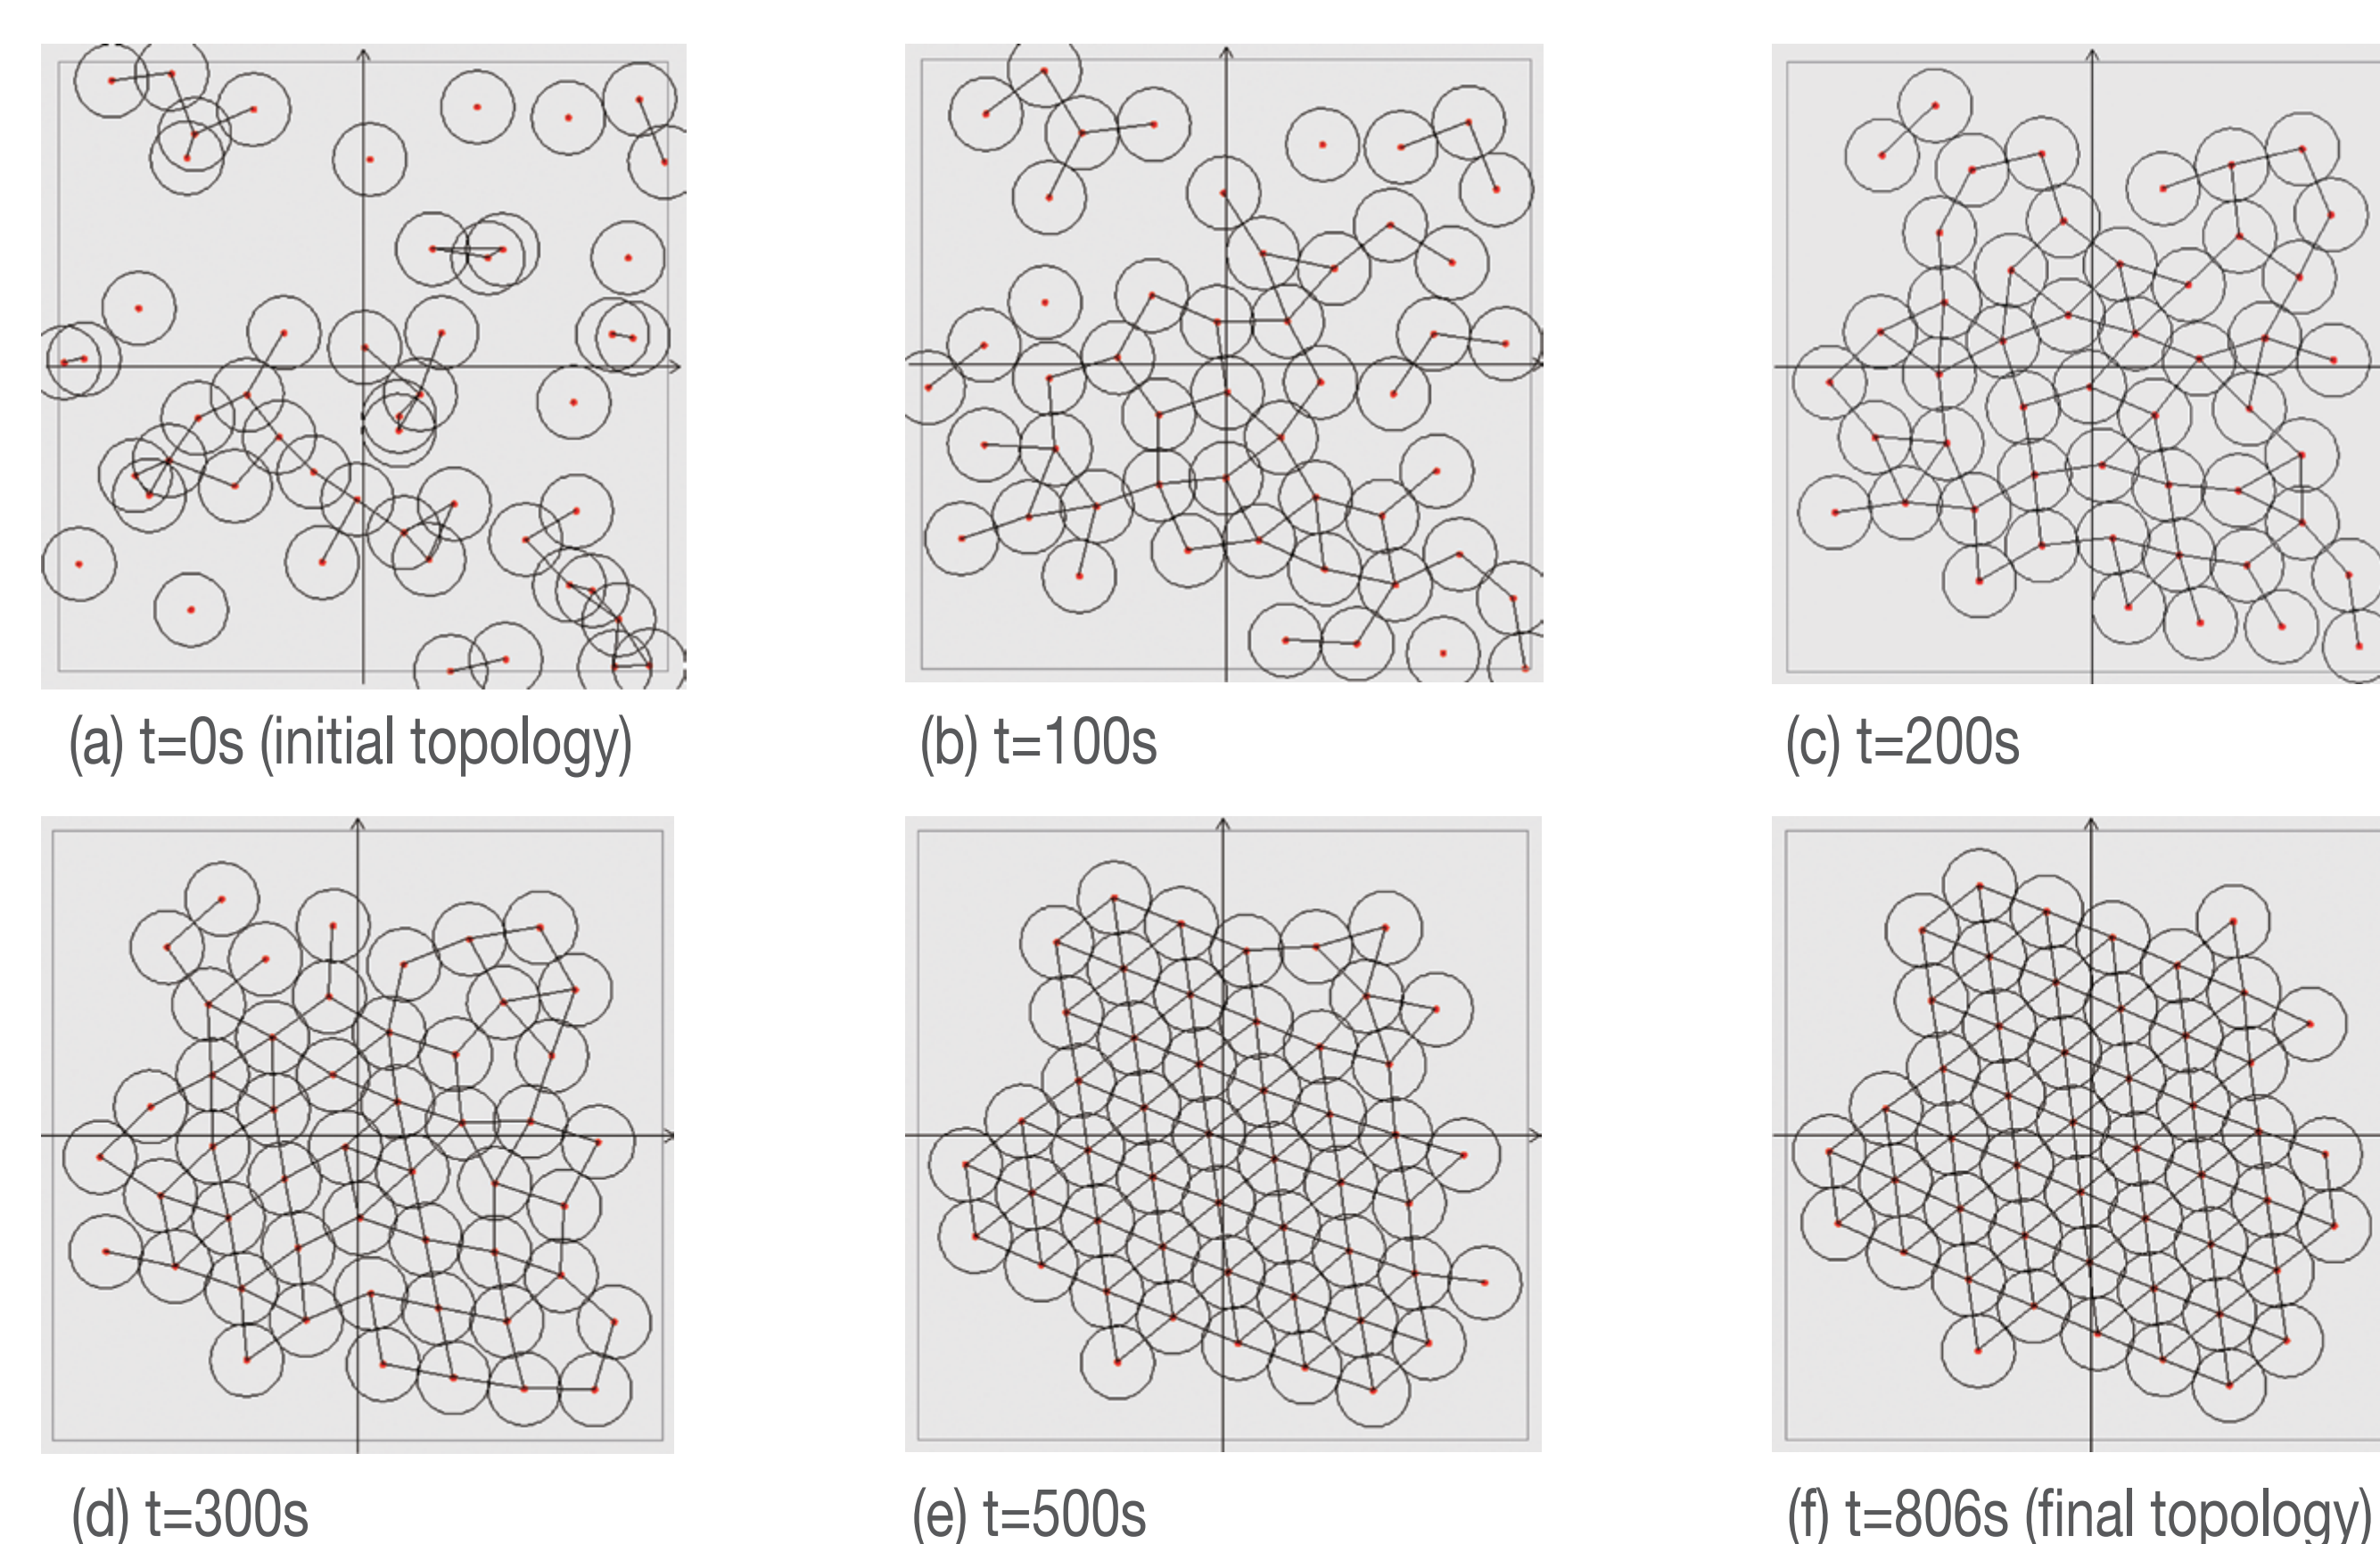 (a) t=0s (initial topology)
(b) t=100s
(c) t=200s
(d) t=300s
(e) t=500s
(f) t=806s (final topology)